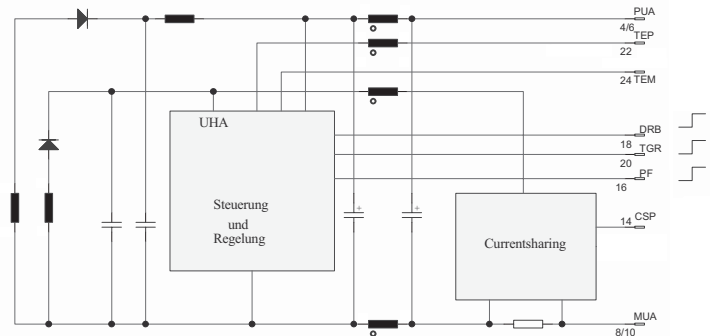 PUA
4/6
TEP
22
24 TEM
DRB
UHA
18 TGR
20
PF
16
Steuerung
und
Regelung
14 CSP
Currentsharing
MUA
8/10
+
+